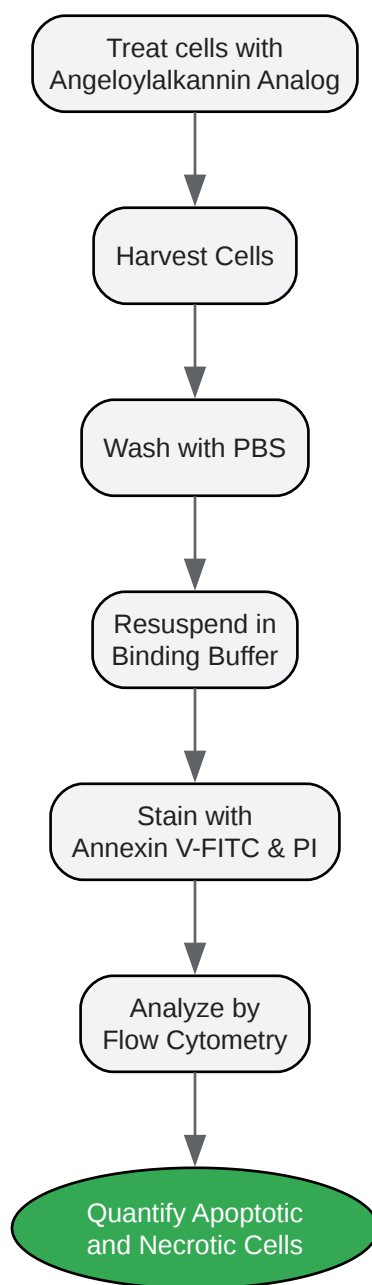 Treat cells with
Angeloylalkannin Analog
Harvest Cells
Wash with PBS
Resuspend in
Binding Buffer
Stain with
Annexin V-FITC & PI
Analyze by
Flow Cytometry
Quantify Apoptotic
and Necrotic Cells